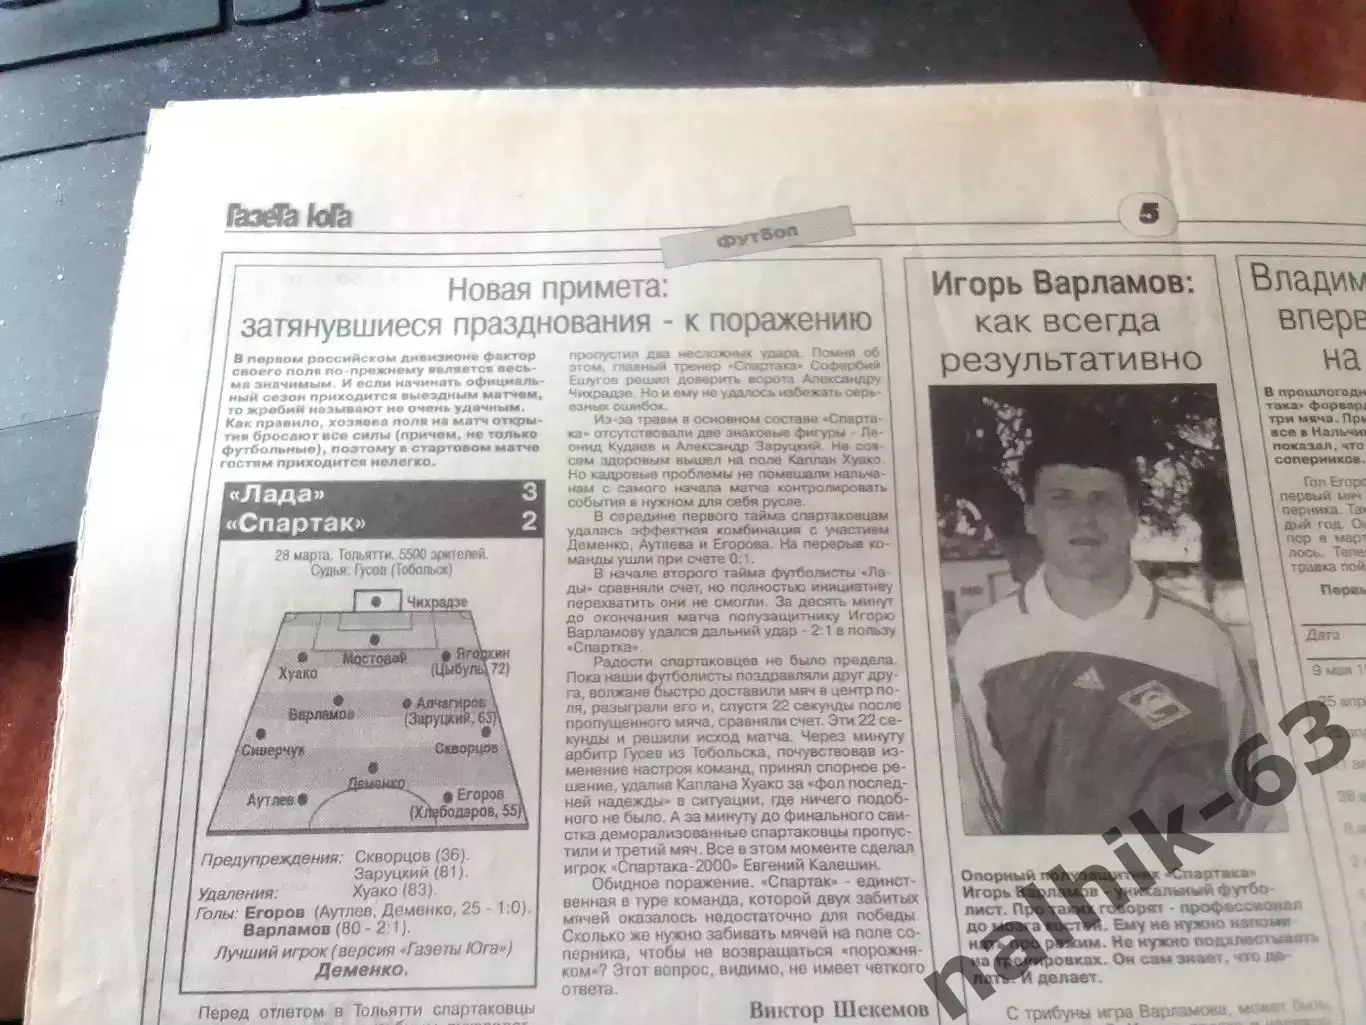 Газета Юга
футбол
5
Новая примета:
затянувшиеся празднования - к поражению
В первом российском дивизионе фактор
своего поля по-прежнему является весь-
ма значимым. И если начинать официаль-
ный сезон приходится выездным матчем,
то жребий называют не очень удачным.
Как правило, хозяева поля на матч откры-
тия бросают все силы (причем, не только
футбольные), поэтому в стартовом матче
гостям приходится нелегко.
«Лада» 3
«Спартак» 2
28 марта. Тольятти. 5500 зрителей.
Судья: Гусев (Тобольск)
Чихрадзе
Мостовой
Хуако
Ягодкин
(Цыбуль, 72)
Варламов
Алчагиров
(Заруцкий, 63)
Сиверчук
Скворцов
Деменко
Аутлев
Егоров
(Хлебодаров, 55)
Предупреждения: Скворцов (36).
Заруцкий (81).
Удаления: Хуако (83).
Голы: Егоров (Аутлев, Деменко, 25 - 1:0).
Варламов (80 - 2:1).
Лучший игрок (версия «Газеты Юга»)
Деменко.
Перед отлетом в Тольятти спартаковцы
пропустил два несложных удара. Помня об
этом, главный тренер «Спартака» Софербий
Ешугов решил доверить ворота Александру
Чихрадзе. Но и ему не удалось избежать серь-
езных ошибок.
Из-за травм в основном составе «Спарта-
ка» отсутствовали две знаковые фигуры - Ле-
онид Кудаев и Александр Заруцкий. Не сов-
сем здоровым вышел на поле Каплан Хуако.
Но кадровые проблемы не помешали нальча-
нам с самого начала матча контролировать
события в нужном для себя русле.
В середине первого тайма спартаковцам
удалась эффектная комбинация с участием
Деменко, Аутлева и Егорова. На перерыв ко-
манды ушли при счете 0:1.
В начале второго тайма футболисты «Ла-
ды» сравняли счет, но полностью инициативу
перехватить они не смогли. За десять минут
до окончания матча полузащитнику Игорю
Варламову удался дальний удар - 2:1 в пользу
«Спартка».
Радости спартаковцев не было предела.
Пока наши футболисты поздравляли друг дру-
га, волжане быстро доставили мяч в центр по-
ля, разыграли его и, спустя 22 секунды после
пропущенного мяча, сравняли счет. Эти 22 се-
кунды и решили исход матча. Через минуту
арбитр Гусев из Тобольска, почувствовав из-
менение настроя команд, принял спорное ре-
шение, удалив Каплана Хуако за «фол послед-
ней надежды» в ситуации, где ничего подоб-
ного не было. А за минуту до финального сви-
стка деморализованные спартаковцы пропус-
тили и третий мяч. Все в этом моменте сделал
игрок «Спартака-2000» Евгений Калешин.
Обидное поражение. «Спартак» - единст-
венная в туре команда, которой двух забитых
мячей оказалось недостаточно для победы.
Сколько же нужно забивать мячей на поле со-
перника, чтобы не возвращаться «порожня-
ком»? Этот вопрос, видимо, не имеет четкого
ответа.
Виктор Шекемов
Игорь Варламов:
как всегда
результативно
adidas
Опорный полузащитник «Спартака»
Игорь Варламов - уникальный футбо-
лист. Про таких говорят - профессионал
до мозга костей. Ему не нужно напоми-
нать про режим. Не нужно подхлестывать
на тренировках. Он сам знает, что де-
лать. И делает.
С трибуны игра Варламова, может быть,
Владим
вперв
на
В прошлогодн
така» форвард
три мяча. При
все в Нальчик
показал, что
соперников.
Гол Егоро
первый мяч
перника. Так
дый год. Ото
пор в март
лось. Тепе
травка пой
Перем
Дата
9 мая 1
25 апр
nalhik-63